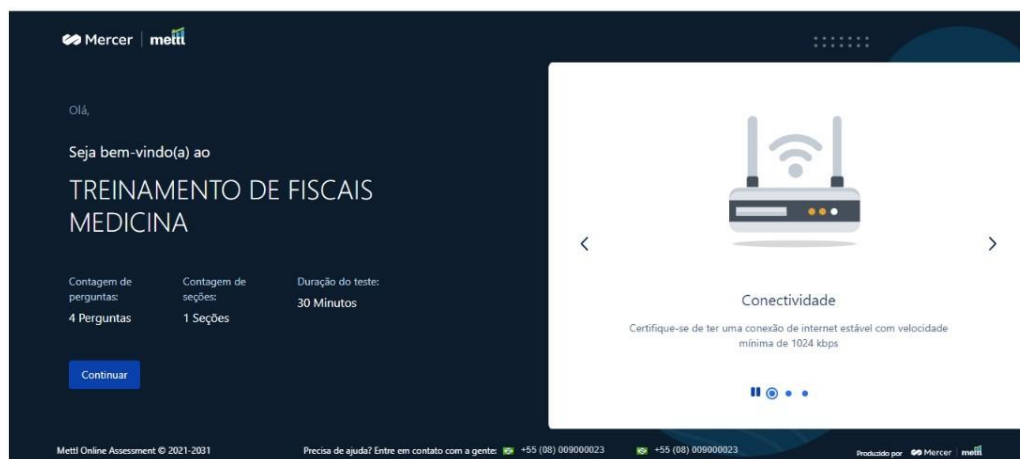 Mercer mettl
Olá,
Seja bem-vindo(a) ao
TREINAMENTO DE FISCAIS
MEDICINA
Contagem de
perguntas:
4 Perguntas
Contagem de
seções:
1 Seções
Duração do teste:
30 Minutos
Continuar
Conectividade
Certifique-se de ter uma conexão de internet estável com velocidade
mínima de 1024 kbps
Mettl Online Assessment © 2021-2031
Precisa de ajuda? Entre em contato com a gente: +55 (08) 009000023 +55 (08) 009000023
Produzido por Mercer mettl